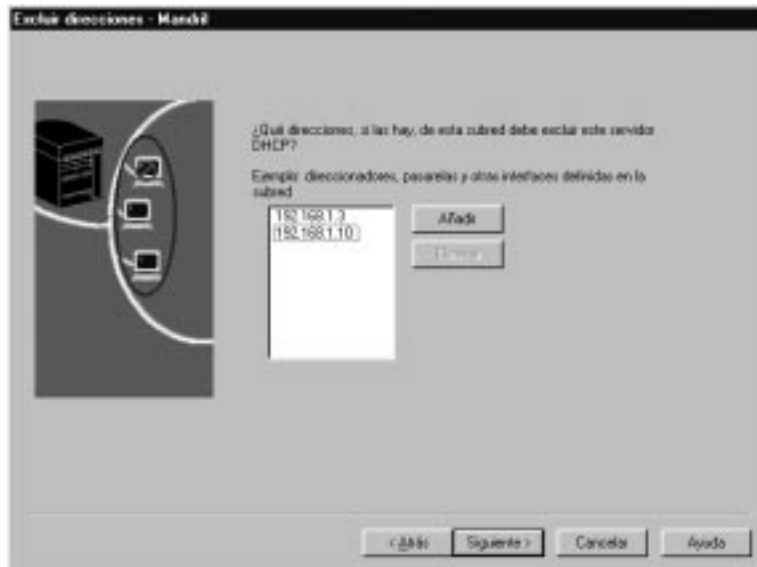 Excluir direcciones - Mandril
¿Qué direcciones, si las hay, de esta subred debe excluir este servidor
DHCP?
Ejemplo: direccionadores, pasarelas y otras interfaces definidas en la
subred
192.168.1.3
192.168.1.10
Añadir
< Atrás
Siguiente >
Cancelar
Ayuda